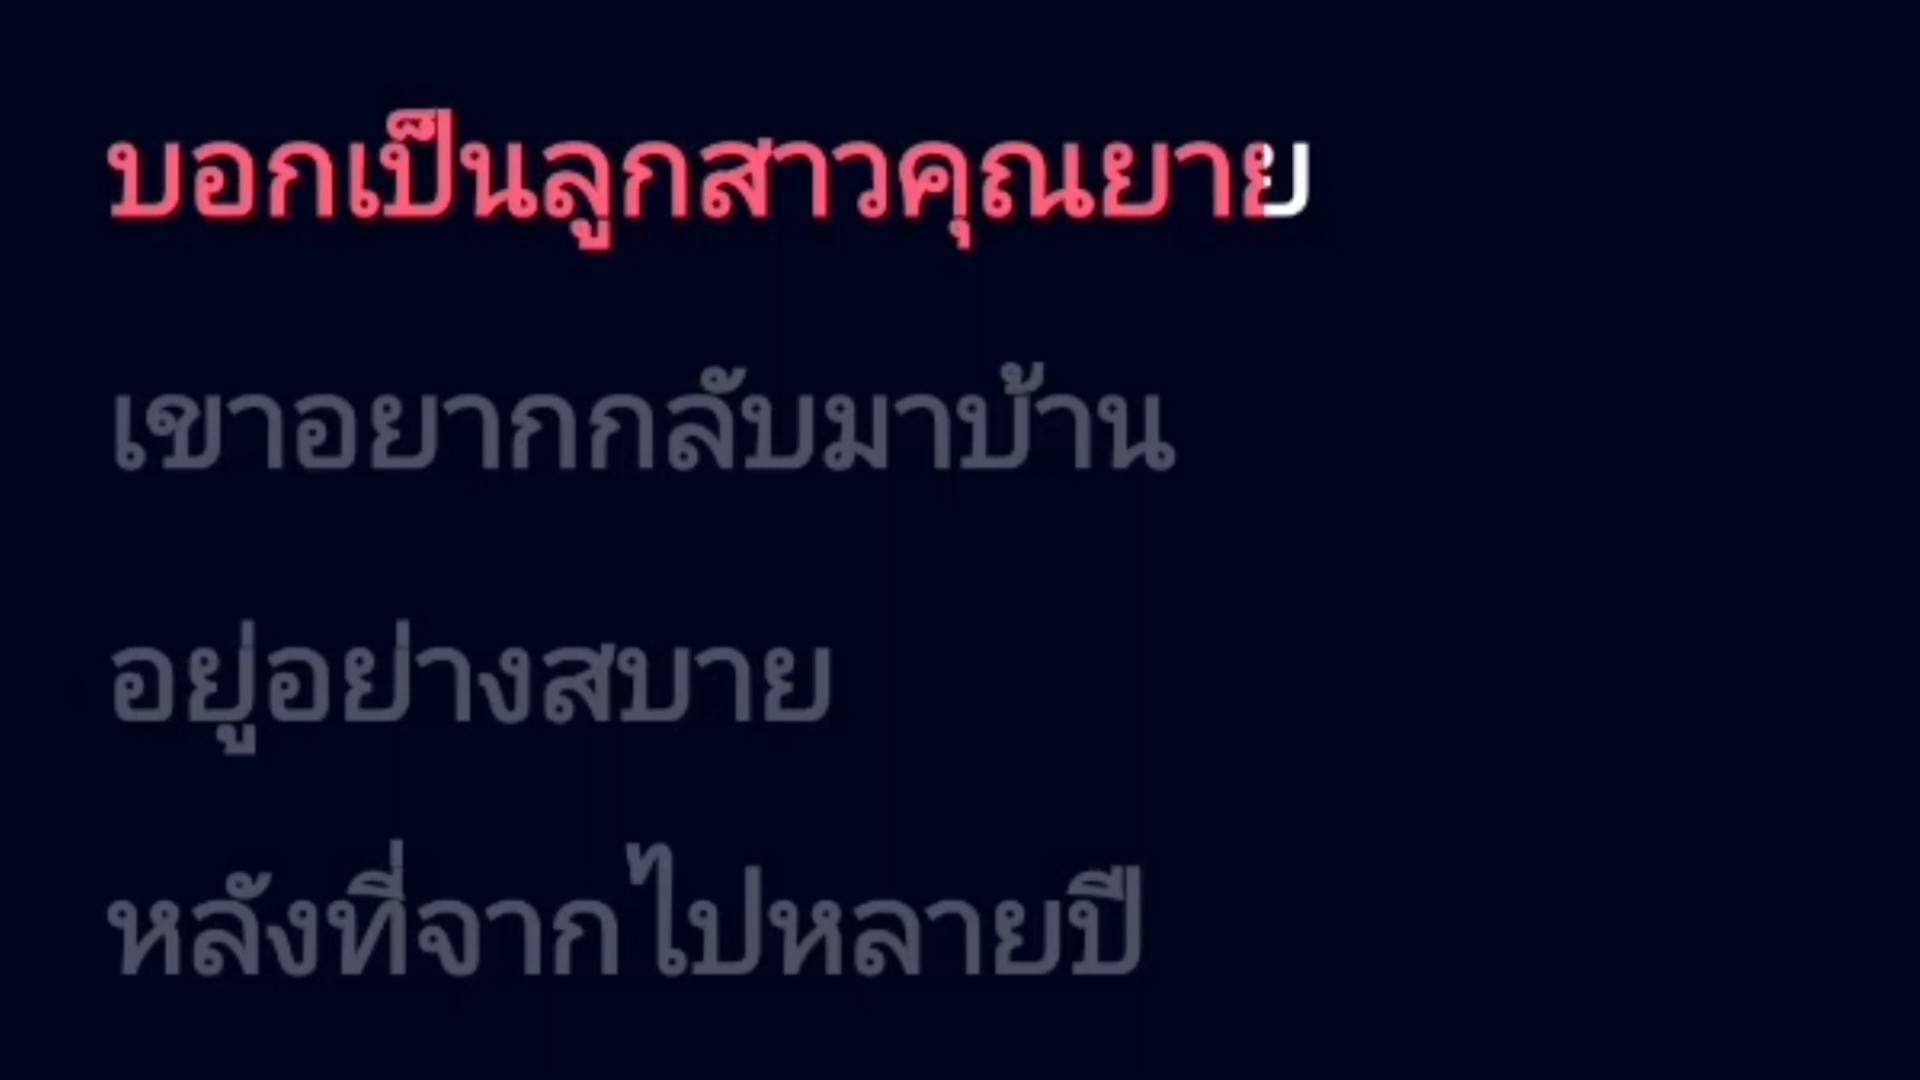 บอกเป็นลูกสาวคุณยาย
เขาอยากกลับมาบ้าน
อยู่อย่างสบาย
หลังที่จากไปหลายปี